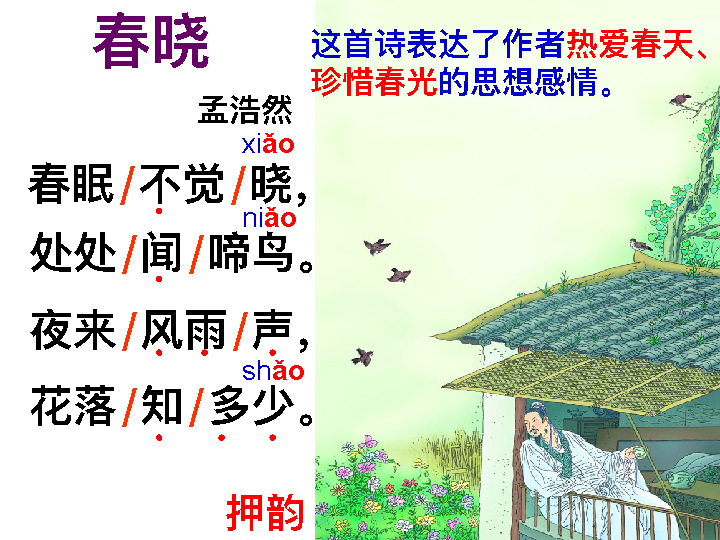 春晓
这首诗表达了作者热爱春天、
珍惜春光的思想感情。
孟浩然
xiǎo
春眠/不觉/晓，
niǎo
处处/闻/啼鸟。
夜来/风雨/声，
shǎo
花落/知/多少。
押韵